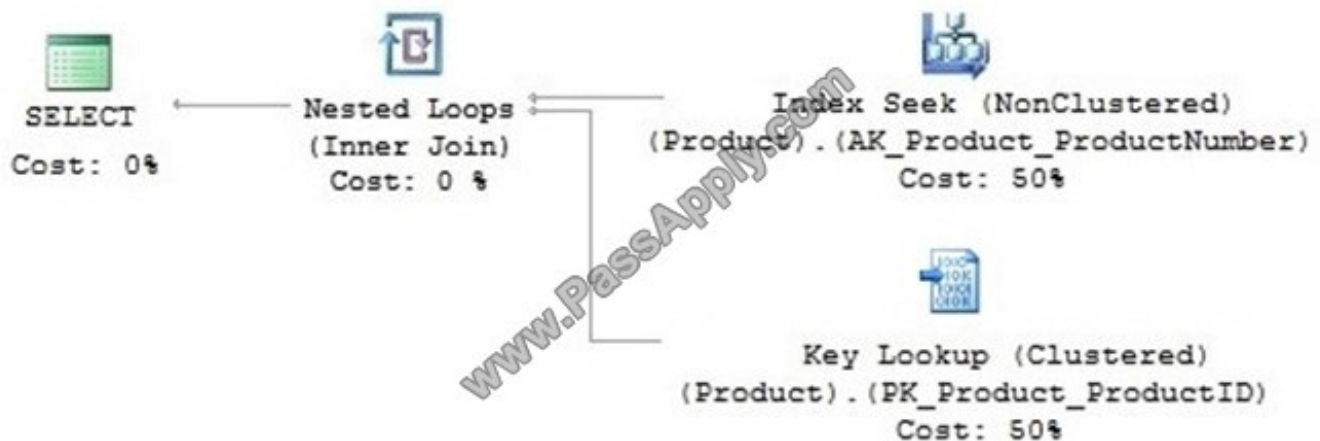 SELECT
Cost: 0%
Nested Loops
(Inner Join)
Cost: 0 %
Index Seek (NonClustered)
(Product).(AK_Product_ProductNumber)
Cost: 50%
Key Lookup (Clustered)
(Product).(PK_Product_ProductID)
Cost: 50%
www.PassApply.com